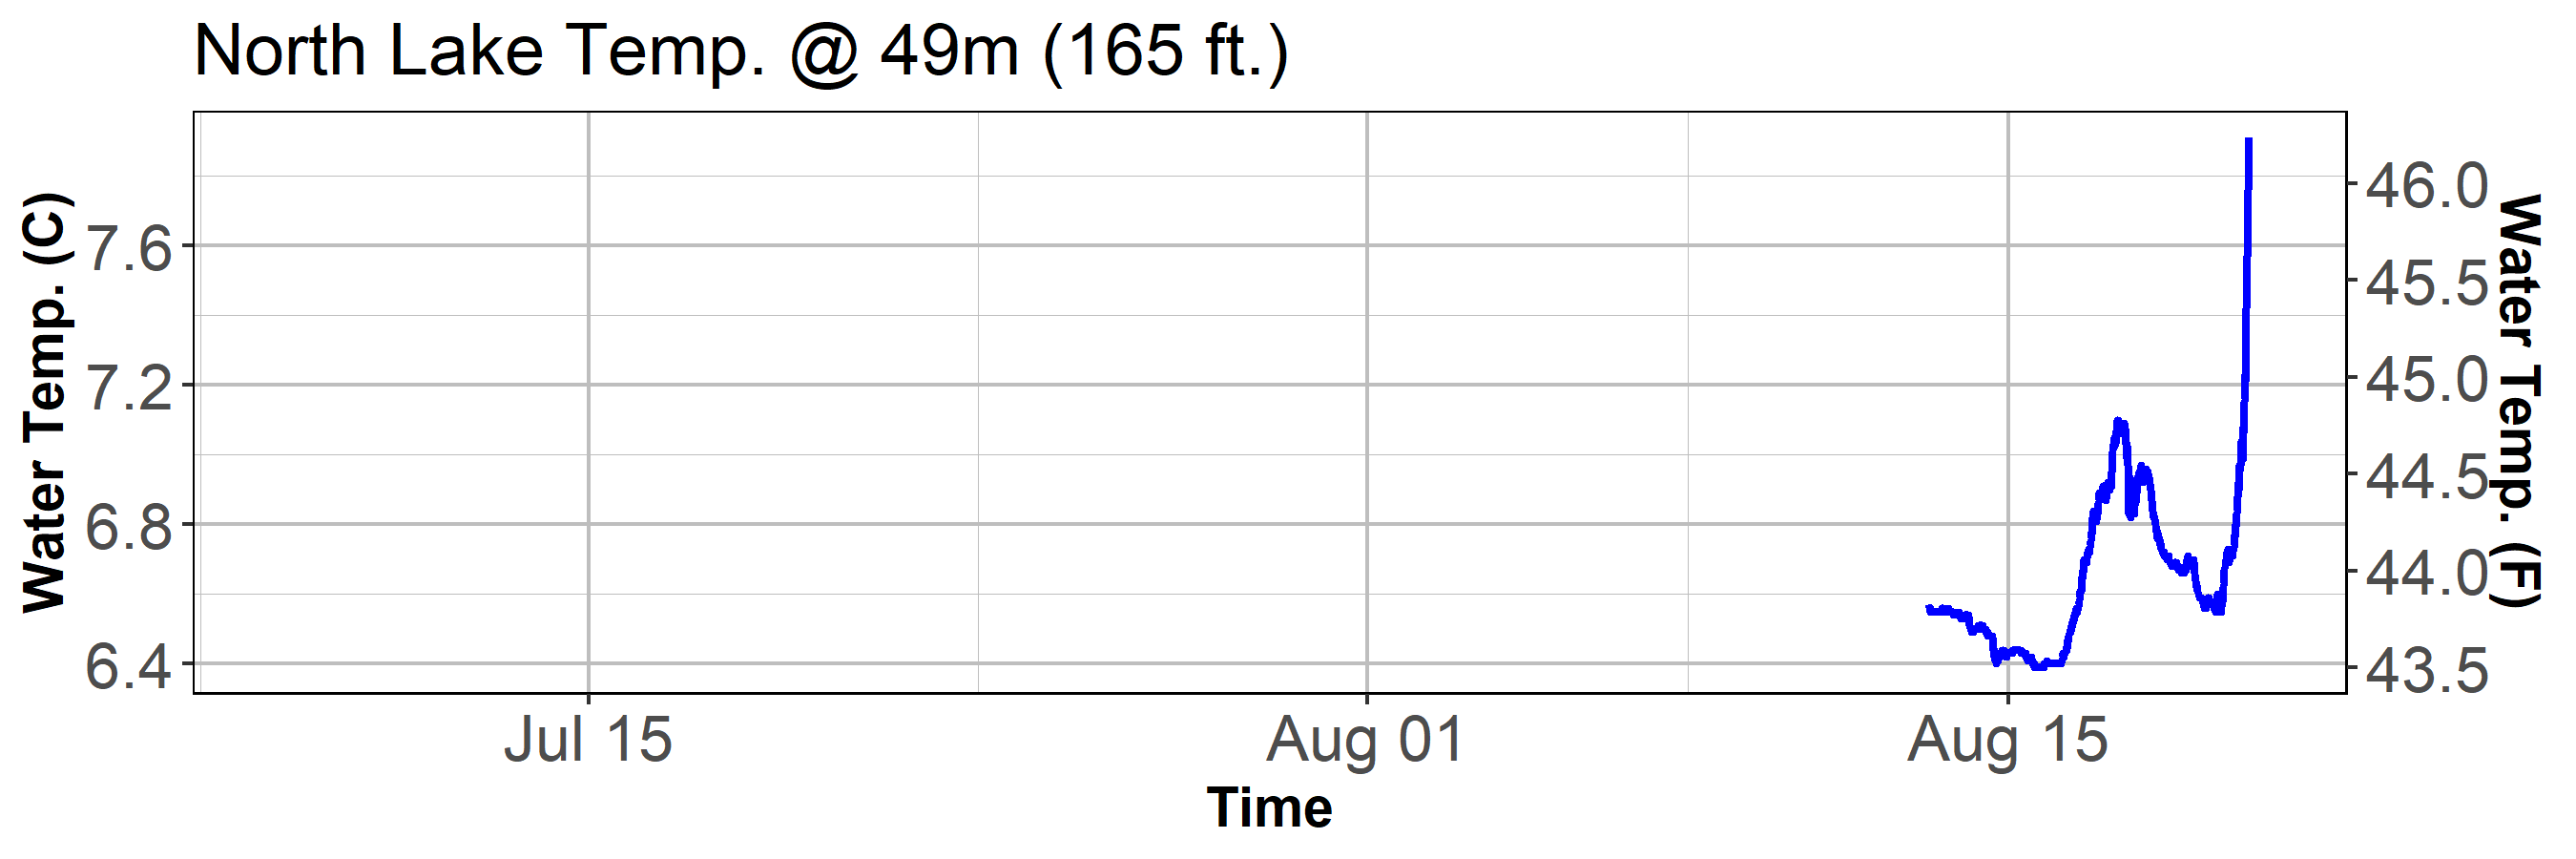 North Lake Temp. @ 49m (165 ft.)
Water Temp. (C)
7.6
7.2
6.8
6.4
46.0
45.5
45.0
44.5
44.0
43.5
Water Temp. (F)
Jul 15
Aug 01
Aug 15
Time